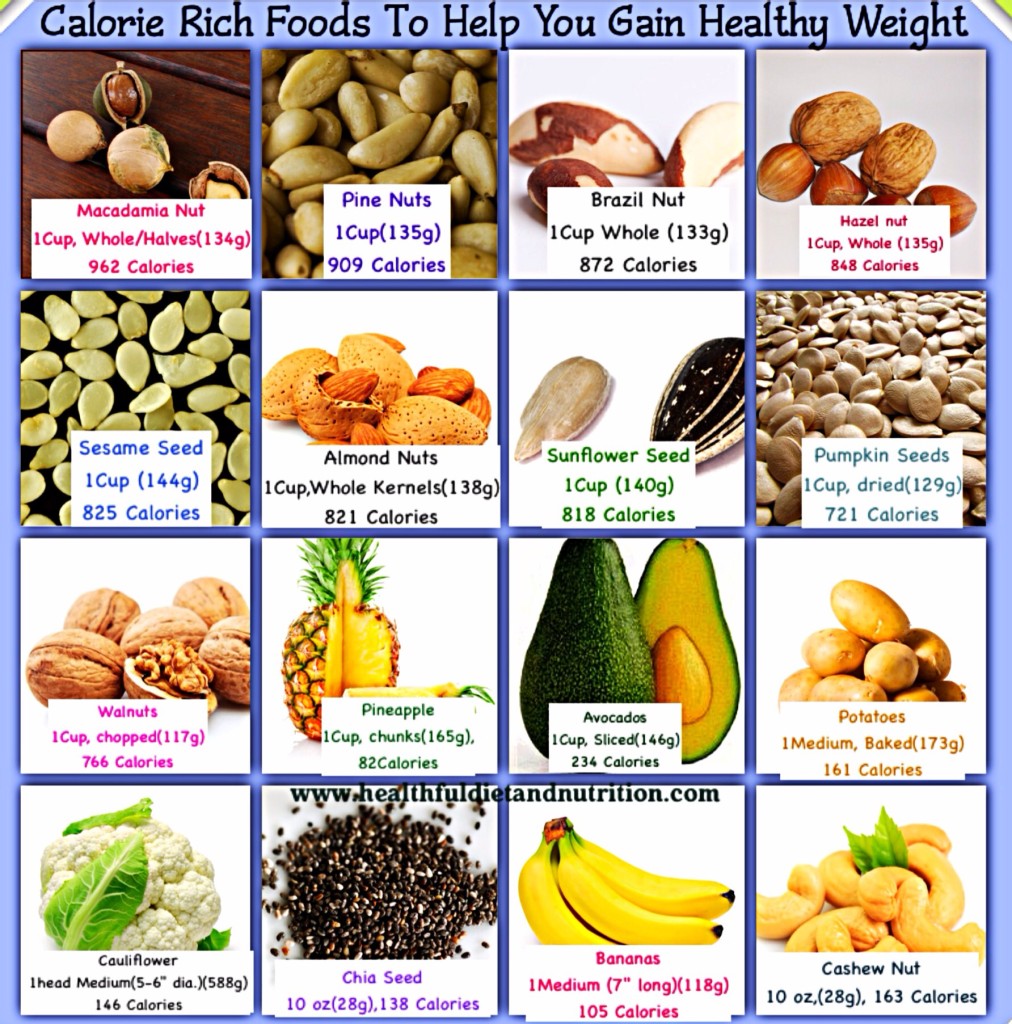 Calorie Rich Foods To Help You Gain Healthy Weight
Macadamia Nut
1Cup, Whole/Halves(134g)
962 Calories
Pine Nuts
1Cup(135g)
909 Calories
Brazil Nut
1Cup Whole (133g)
872 Calories
Hazel nut
1Cup, Whole (135g)
848 Calories
Sesame Seed
1Cup (144g)
825 Calories
Almond Nuts
1Cup,Whole Kernels(138g)
821 Calories
Sunflower Seed
1Cup (140g)
818 Calories
Pumpkin Seeds
1Cup, dried(129g)
721 Calories
Walnuts
1Cup, chopped(117g)
766 Calories
Pineapple
1Cup, chunks(165g),
82Calories
Avocados
1Cup, Sliced(146g)
234 Calories
Potatoes
1Medium, Baked(173g)
161 Calories
www.healthfuldietandnutrition.com
Cauliflower
1head Medium(5-6" dia.)(588g)
146 Calories
Chia Seed
10 oz(28g),138 Calories
Bananas
1Medium (7" long)(118g)
105 Calories
Cashew Nut
10 oz,(28g), 163 Calories